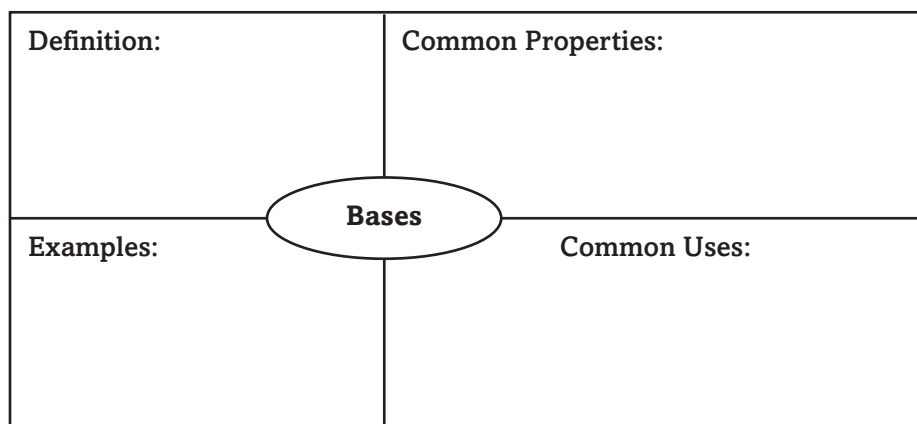 Definition:
Common Properties:
Bases
Examples:
Common Uses: